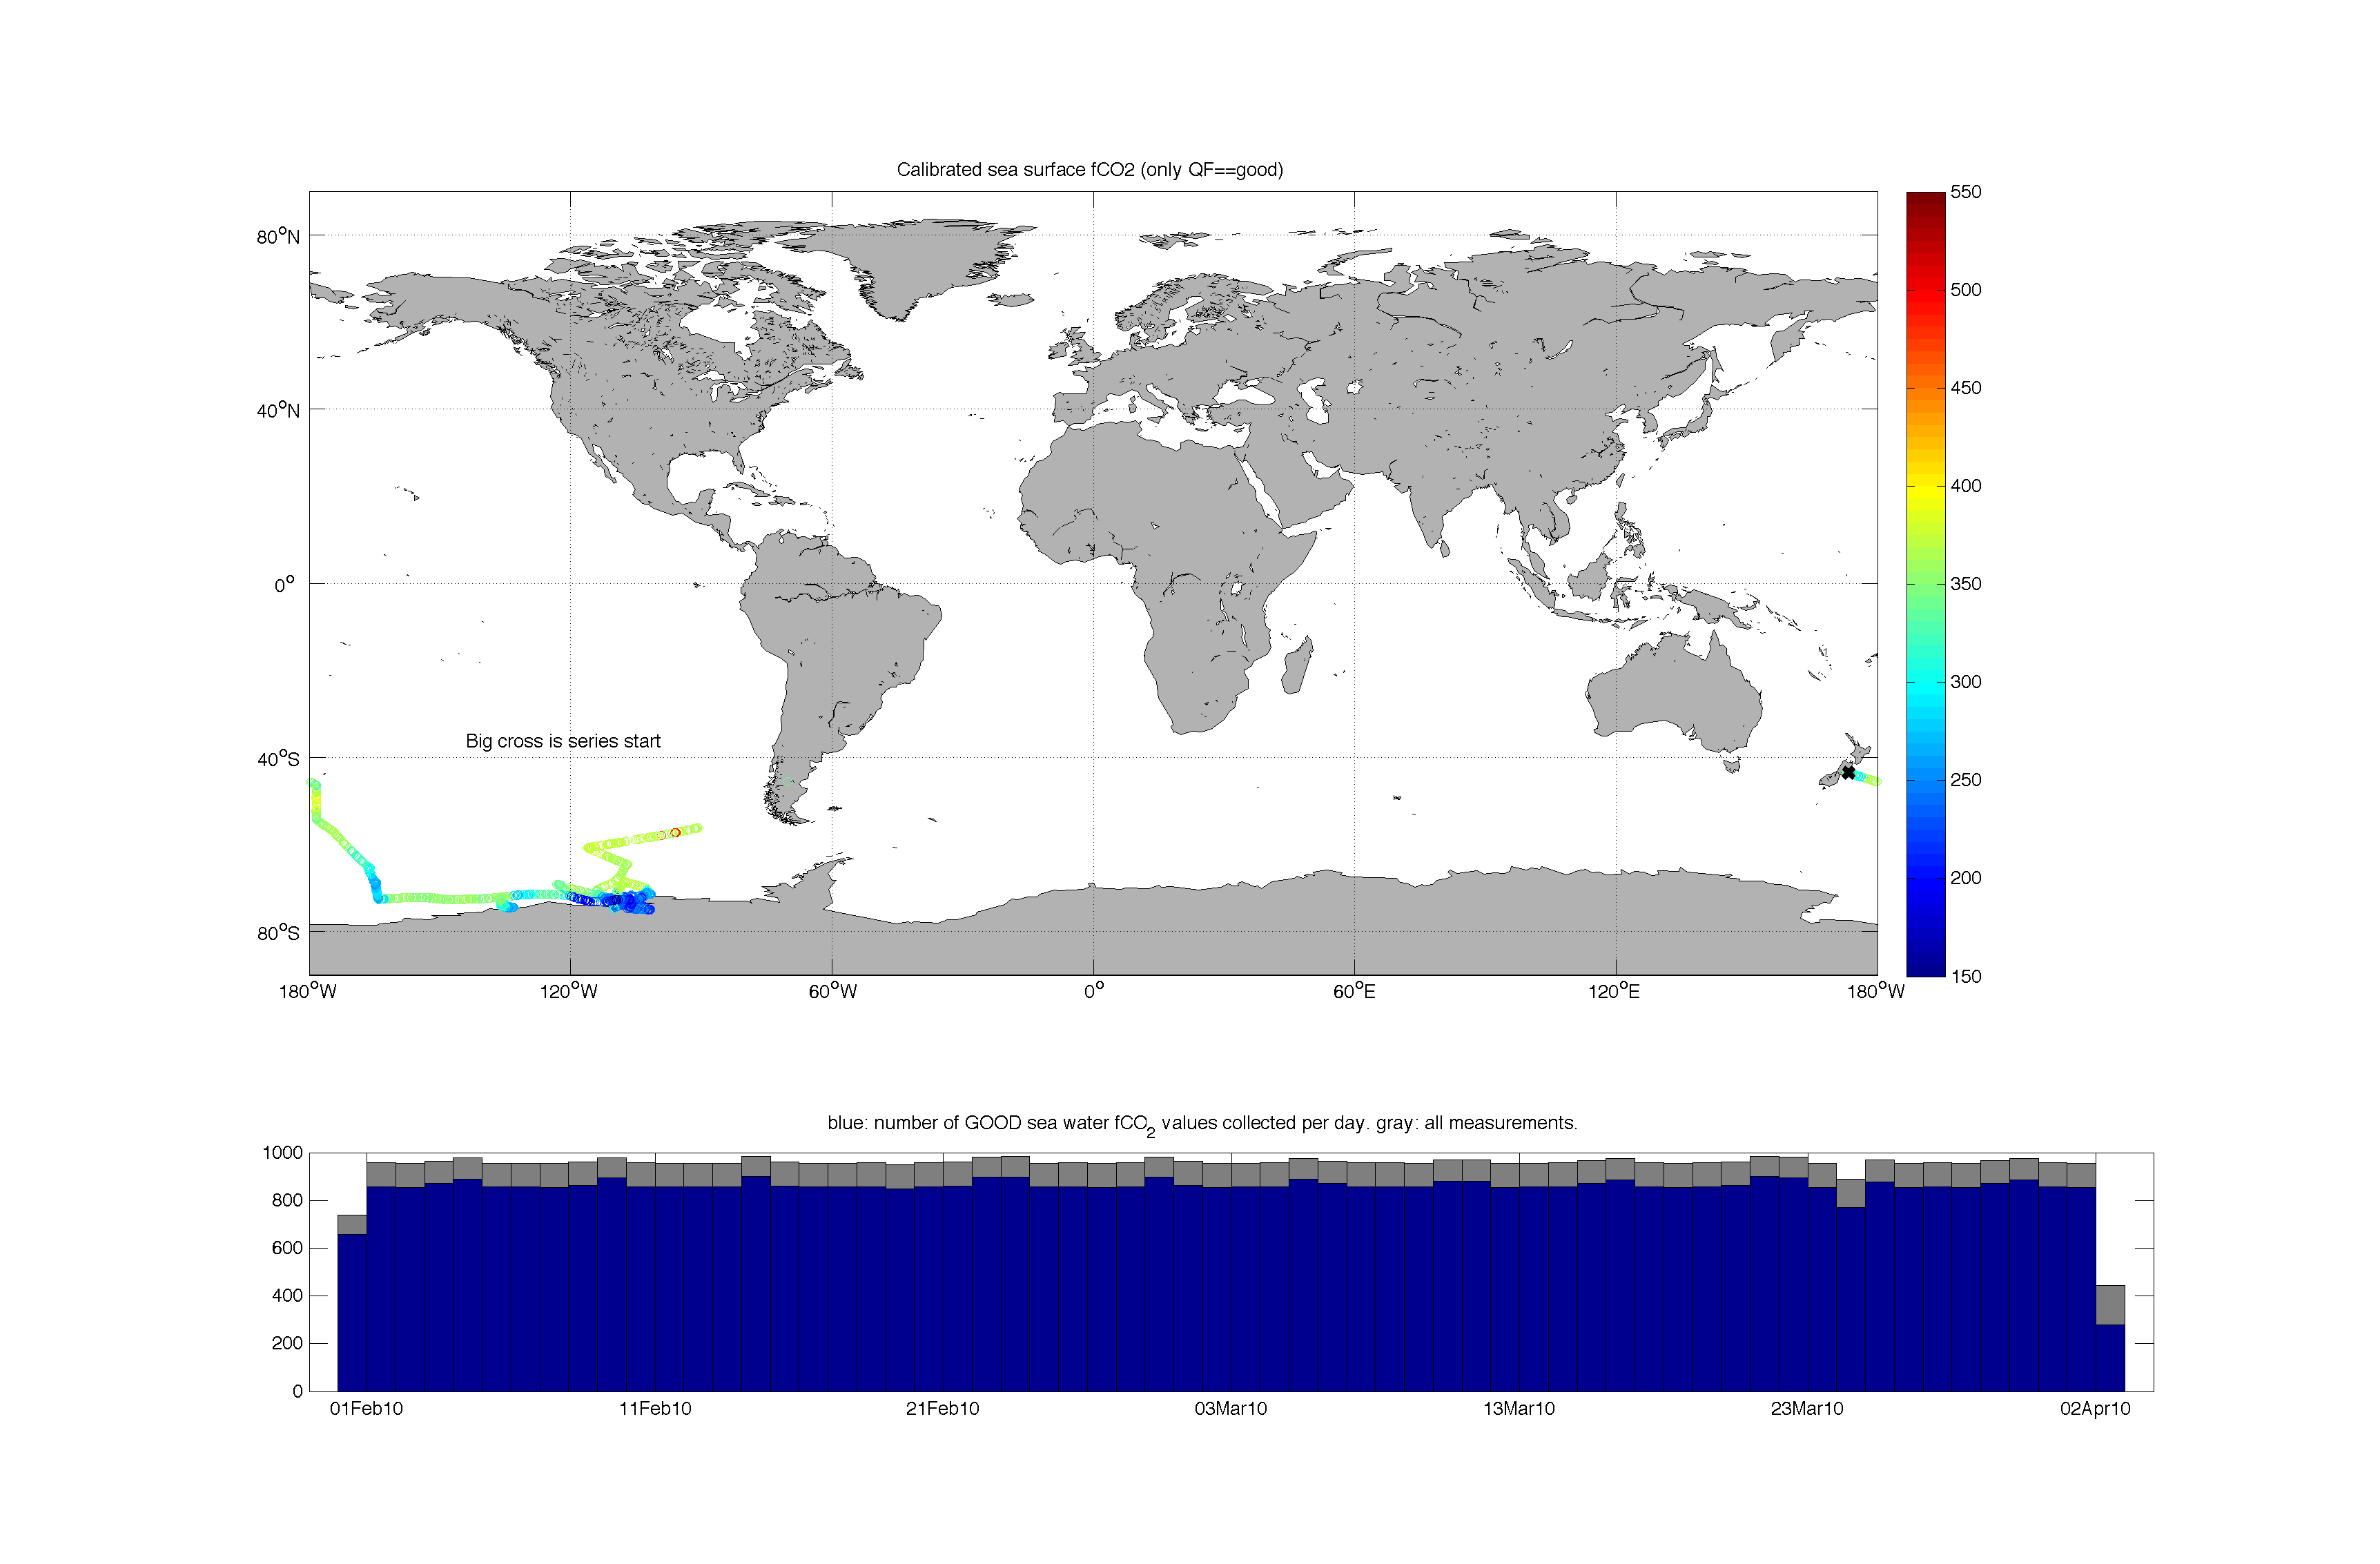 Calibrated sea surface fCO2 (only QF==good)
80°N
40°N
0°
40°S
80°S
Big cross is series start
180°W 120°W 60°W 0° 60°E 120°E 180°W
550
500
450
400
350
300
250
200
150
blue: number of GOOD sea water fCO₂ values collected per day. gray: all measurements.
1000
800
600
400
200
0
01Feb10 11Feb10 21Feb10 03Mar10 13Mar10 23Mar10 02Apr10